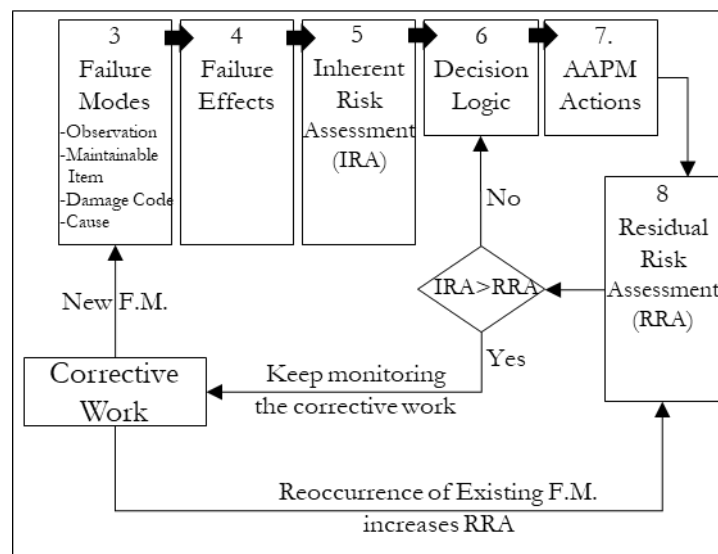 3
Failure
Modes
-Observation
-Maintainable
Item
-Damage Code
-Cause
4
Failure
Effects
5
Inherent
Risk
Assessment
(IRA)
6
Decision
Logic
7.
AAPM
Actions
8
Residual
Risk
Assessment
(RRA)
No
IRA>RRA
Yes
New F.M.
Corrective
Work
Keep monitoring
the corrective work
Reoccurrence of Existing F.M.
increases RRA